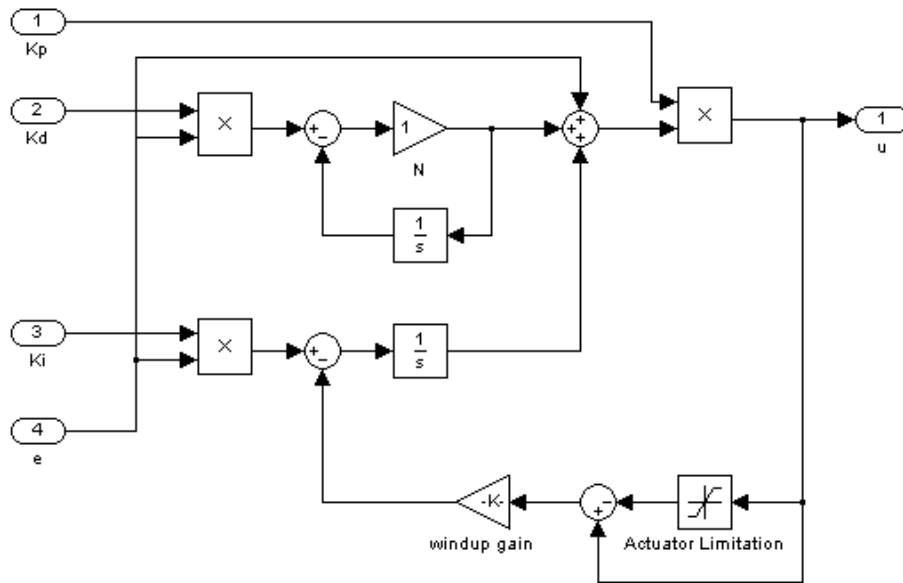 1
Kp
2
Kd
×
+
−
1
N
+
+
+
×
1
u
1
s
3
Ki
×
+
−
1
s
4
e
-K-
windup gain
−
+
Actuator Limitation